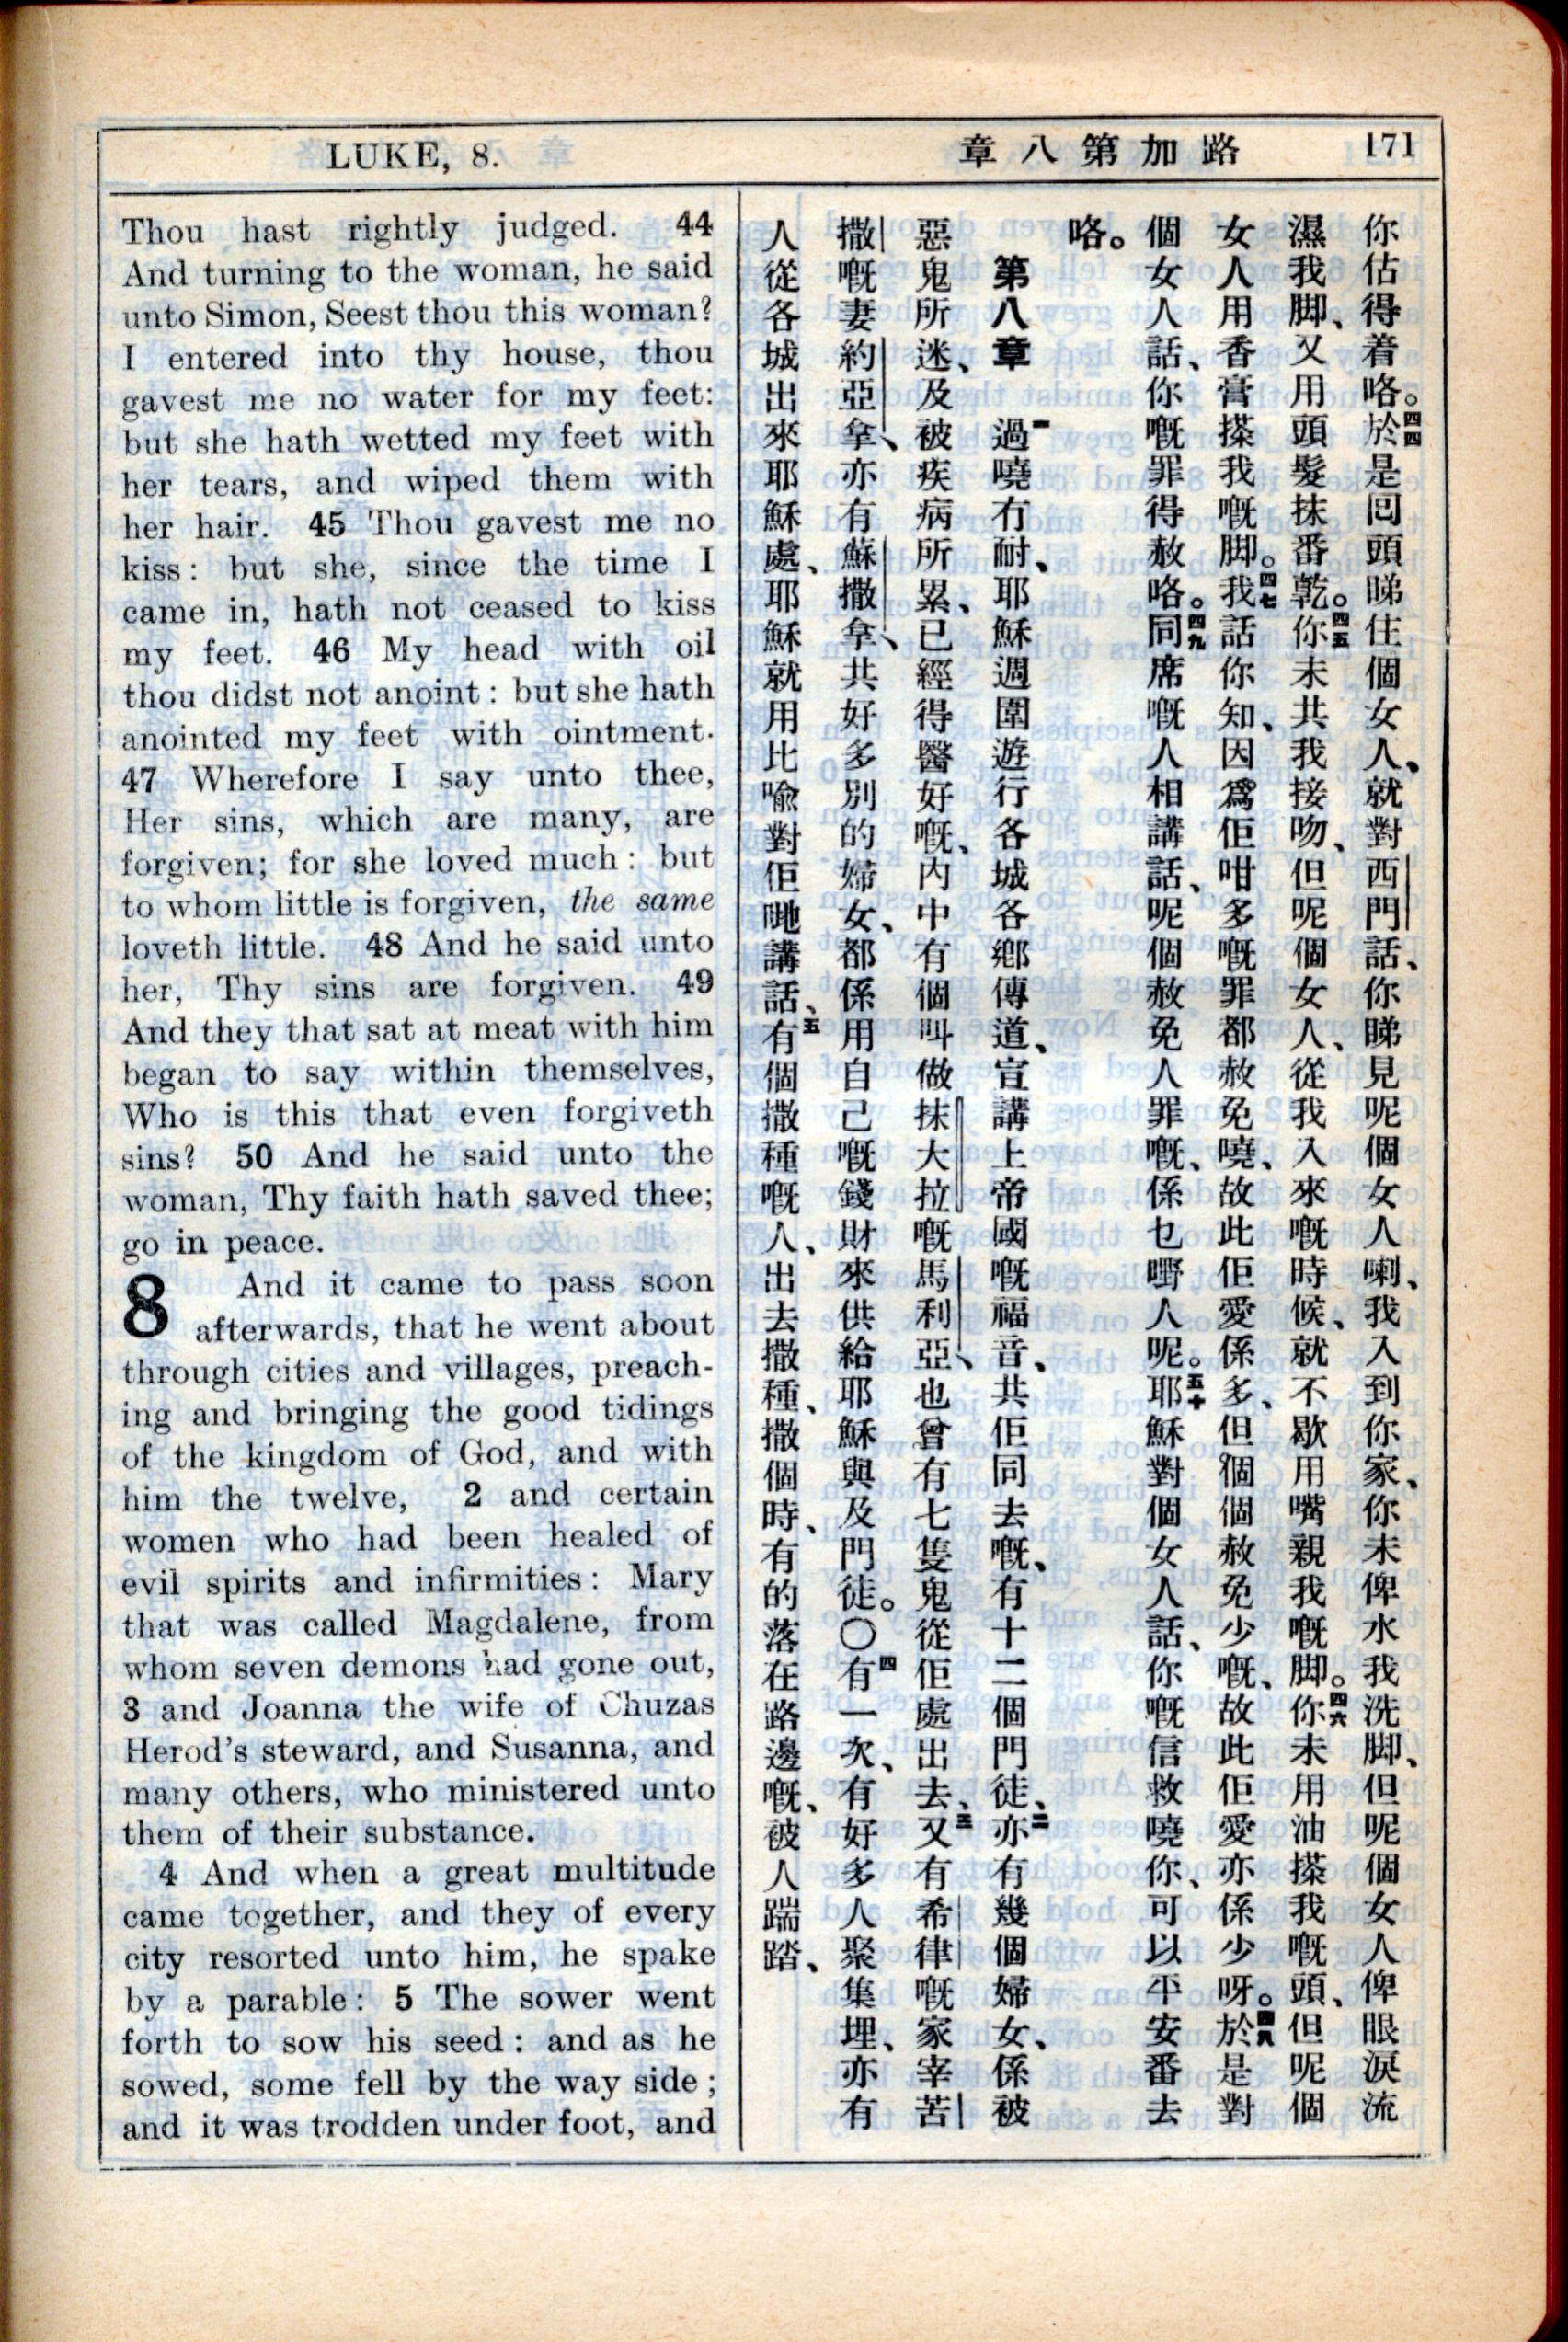 LUKE, 8.
章八第加路
171
Thou hast rightly judged. 44
And turning to the woman, he said
unto Simon, Seest thou this woman?
I entered into thy house, thou
gavest me no water for my feet:
but she hath wetted my feet with
her tears, and wiped them with
her hair. 45 Thou gavest me no
kiss: but she, since the time I
came in, hath not ceased to kiss
my feet. 46 My head with oil
thou didst not anoint: but she hath
anointed my feet with ointment.
47 Wherefore I say unto thee,
Her sins, which are many, are
forgiven; for she loved much: but
to whom little is forgiven, the same
loveth little. 48 And he said unto
her, Thy sins are forgiven. 49
And they that sat at meat with him
began to say within themselves,
Who is this that even forgiveth
sins? 50 And he said unto the
woman, Thy faith hath saved thee;
go in peace.
8 And it came to pass soon
afterwards, that he went about
through cities and villages, preach-
ing and bringing the good tidings
of the kingdom of God, and with
him the twelve, 2 and certain
women who had been healed of
evil spirits and infirmities: Mary
that was called Magdalene, from
whom seven demons had gone out,
3 and Joanna the wife of Chuzas
Herod's steward, and Susanna, and
many others, who ministered unto
them of their substance.
4 And when a great multitude
came together, and they of every
city resorted unto him, he spake
by a parable: 5 The sower went
forth to sow his seed: and as he
sowed, some fell by the way side;
and it was trodden under foot, and
你估得着咯。四四於是回頭睇住個女人、就對西門話、你睇見呢個女人喇、我入到你家、你未俾水我洗脚、但呢個女人俾眼淚流
濕我脚、又用頭髮抹番乾。四五你未共我接吻、但呢個女人、從我入來嘅時候、就不歇用嘴親我嘅脚。四六你未用油搽我嘅頭、但呢個
女人用香膏搽我嘅脚。四七我話你知、因爲佢咁多嘅罪都赦免嘵、故此佢愛係多、但個個赦免少嘅、故此佢愛亦係少呀。四八於是對
個女人話、你嘅罪得赦咯。四九同席嘅人相講話、呢個赦免人罪嘅、係乜嘢人呢。五十耶穌對個女人話、你嘅信救嘵你、可以平安番去
咯。
第八章 一過嘵冇耐、耶穌週圍遊行各城各鄉傳道、宣講上帝國嘅福音、共佢同去嘅、有十二個門徒、二亦有幾個婦女、係被
惡鬼所迷、及被疾病所累、已經得醫好嘅、內中有個叫做抹大拉嘅馬利亞、也曾有七隻鬼從佢處出去、三又有希律嘅家宰苦
撒嘅妻約亞拿、亦有蘇撒拿、共好多別的婦女、都係用自己嘅錢財來供給耶穌與及門徒。〇四有一次、有好多人聚集埋、亦有
人從各城出來耶穌處、耶穌就用比喻對佢哋講話、五有個撒種嘅人、出去撒種、撒個時、有的落在路邊嘅、被人踹踏、